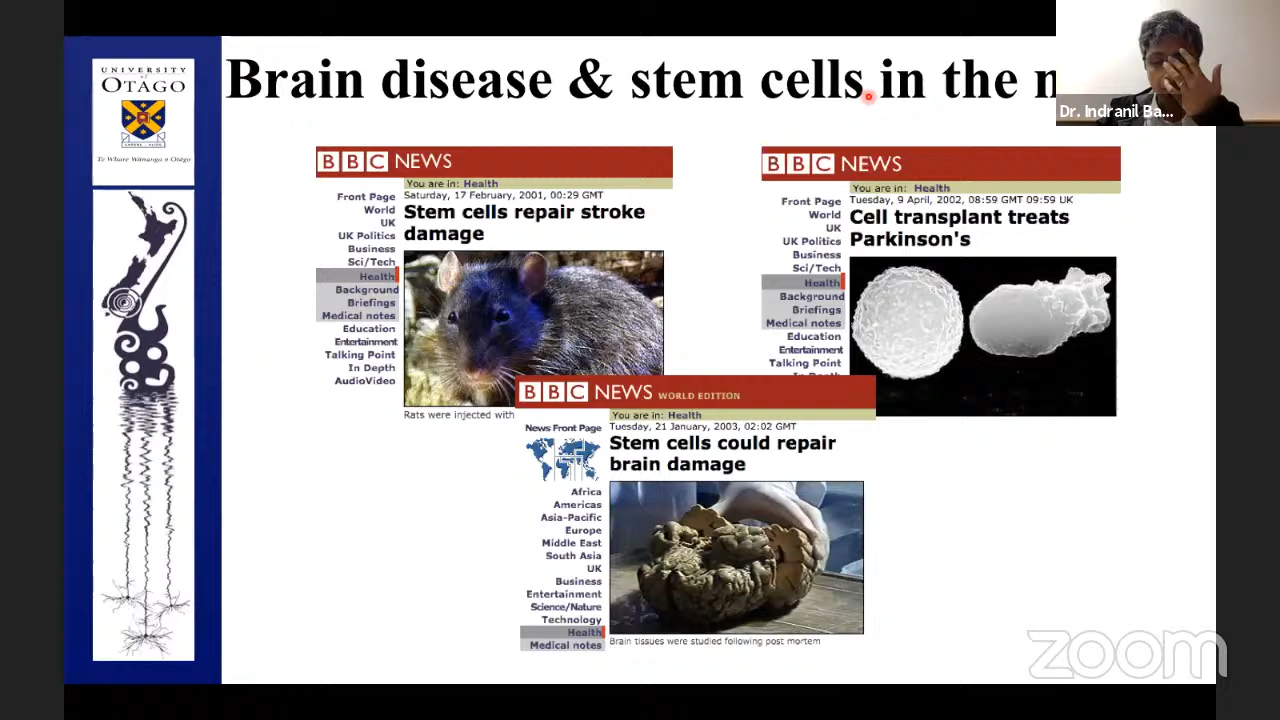 Brain disease & stem cells in the
Dr. Indranil Ba...
UNIVERSITY
of
OTAGO
Te Whare Wānanga o Otāgo
BBC NEWS
You are in: Health
Saturday, 17 February, 2001, 00:29 GMT
Stem cells repair stroke
damage
Front Page
World
UK
UK Politics
Business
Sci/Tech
Health
Background
Briefings
Medical notes
Education
Entertainment
Talking Point
In Depth
AudioVideo
Rats were injected with
BBC NEWS
You are in: Health
Tuesday, 9 April, 2002, 08:59 GMT 09:59 UK
Cell transplant treats
Parkinson's
Front Page
World
UK
UK Politics
Business
Sci/Tech
Health
Background
Briefings
Medical notes
Education
Entertainment
Talking Point
In Depth
BBC NEWS WORLD EDITION
You are in: Health
Tuesday, 21 January, 2003, 02:02 GMT
Stem cells could repair
brain damage
News Front Page
Africa
Americas
Asia-Pacific
Europe
Middle East
South Asia
UK
Business
Entertainment
Science/Nature
Technology
Health
Medical notes
Brain tissues were studied following post mortem
zoom